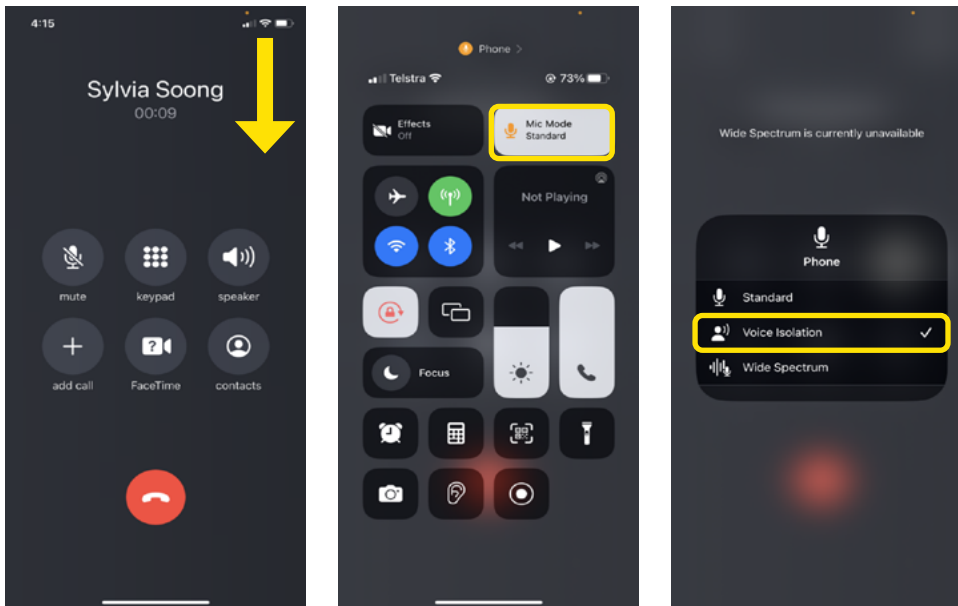 4:15
Sylvia Soong
00:09
mute
keypad
speaker
add call
FaceTime
contacts
Phone >
Telstra
73%
Effects
Off
Mic Mode
Standard
Not Playing
Focus
Wide Spectrum is currently unavailable
Phone
Standard
Voice Isolation
Wide Spectrum